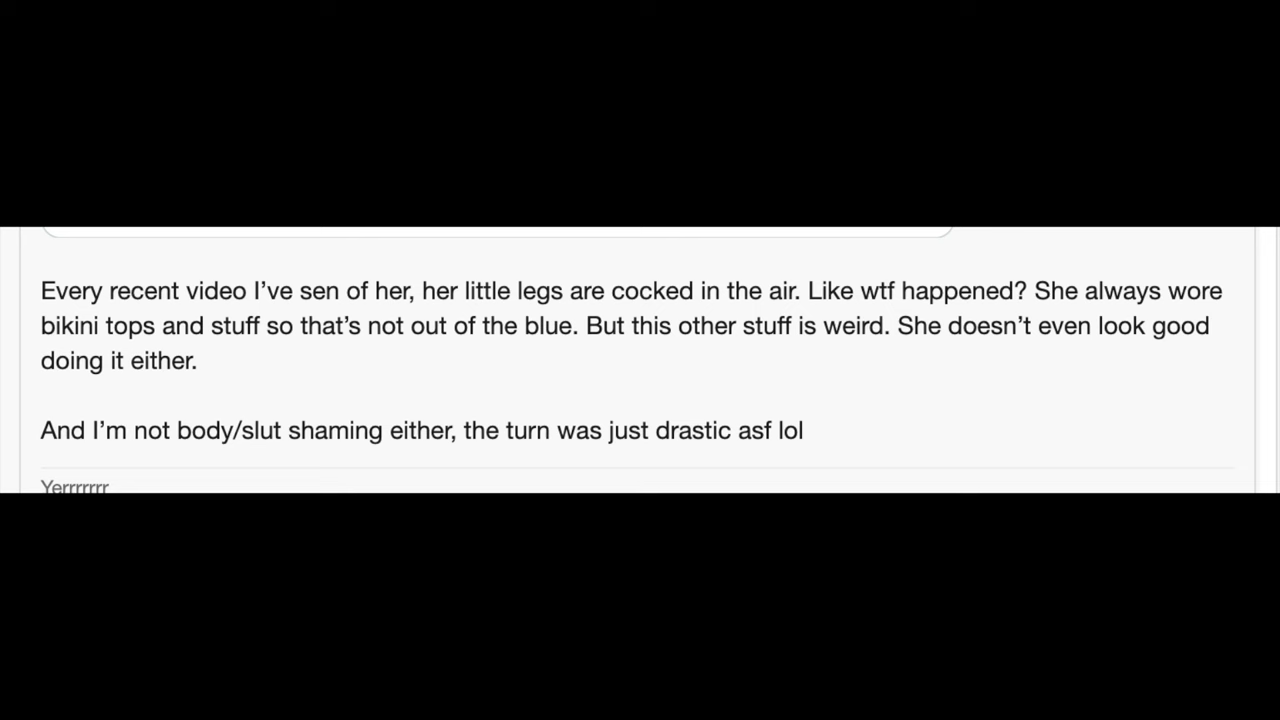 Every recent video I’ve sen of her, her little legs are cocked in the air. Like wtf happened? She always wore
bikini tops and stuff so that’s not out of the blue. But this other stuff is weird. She doesn’t even look good
doing it either.
And I’m not body/slut shaming either, the turn was just drastic asf lol
Yerrrrrrr